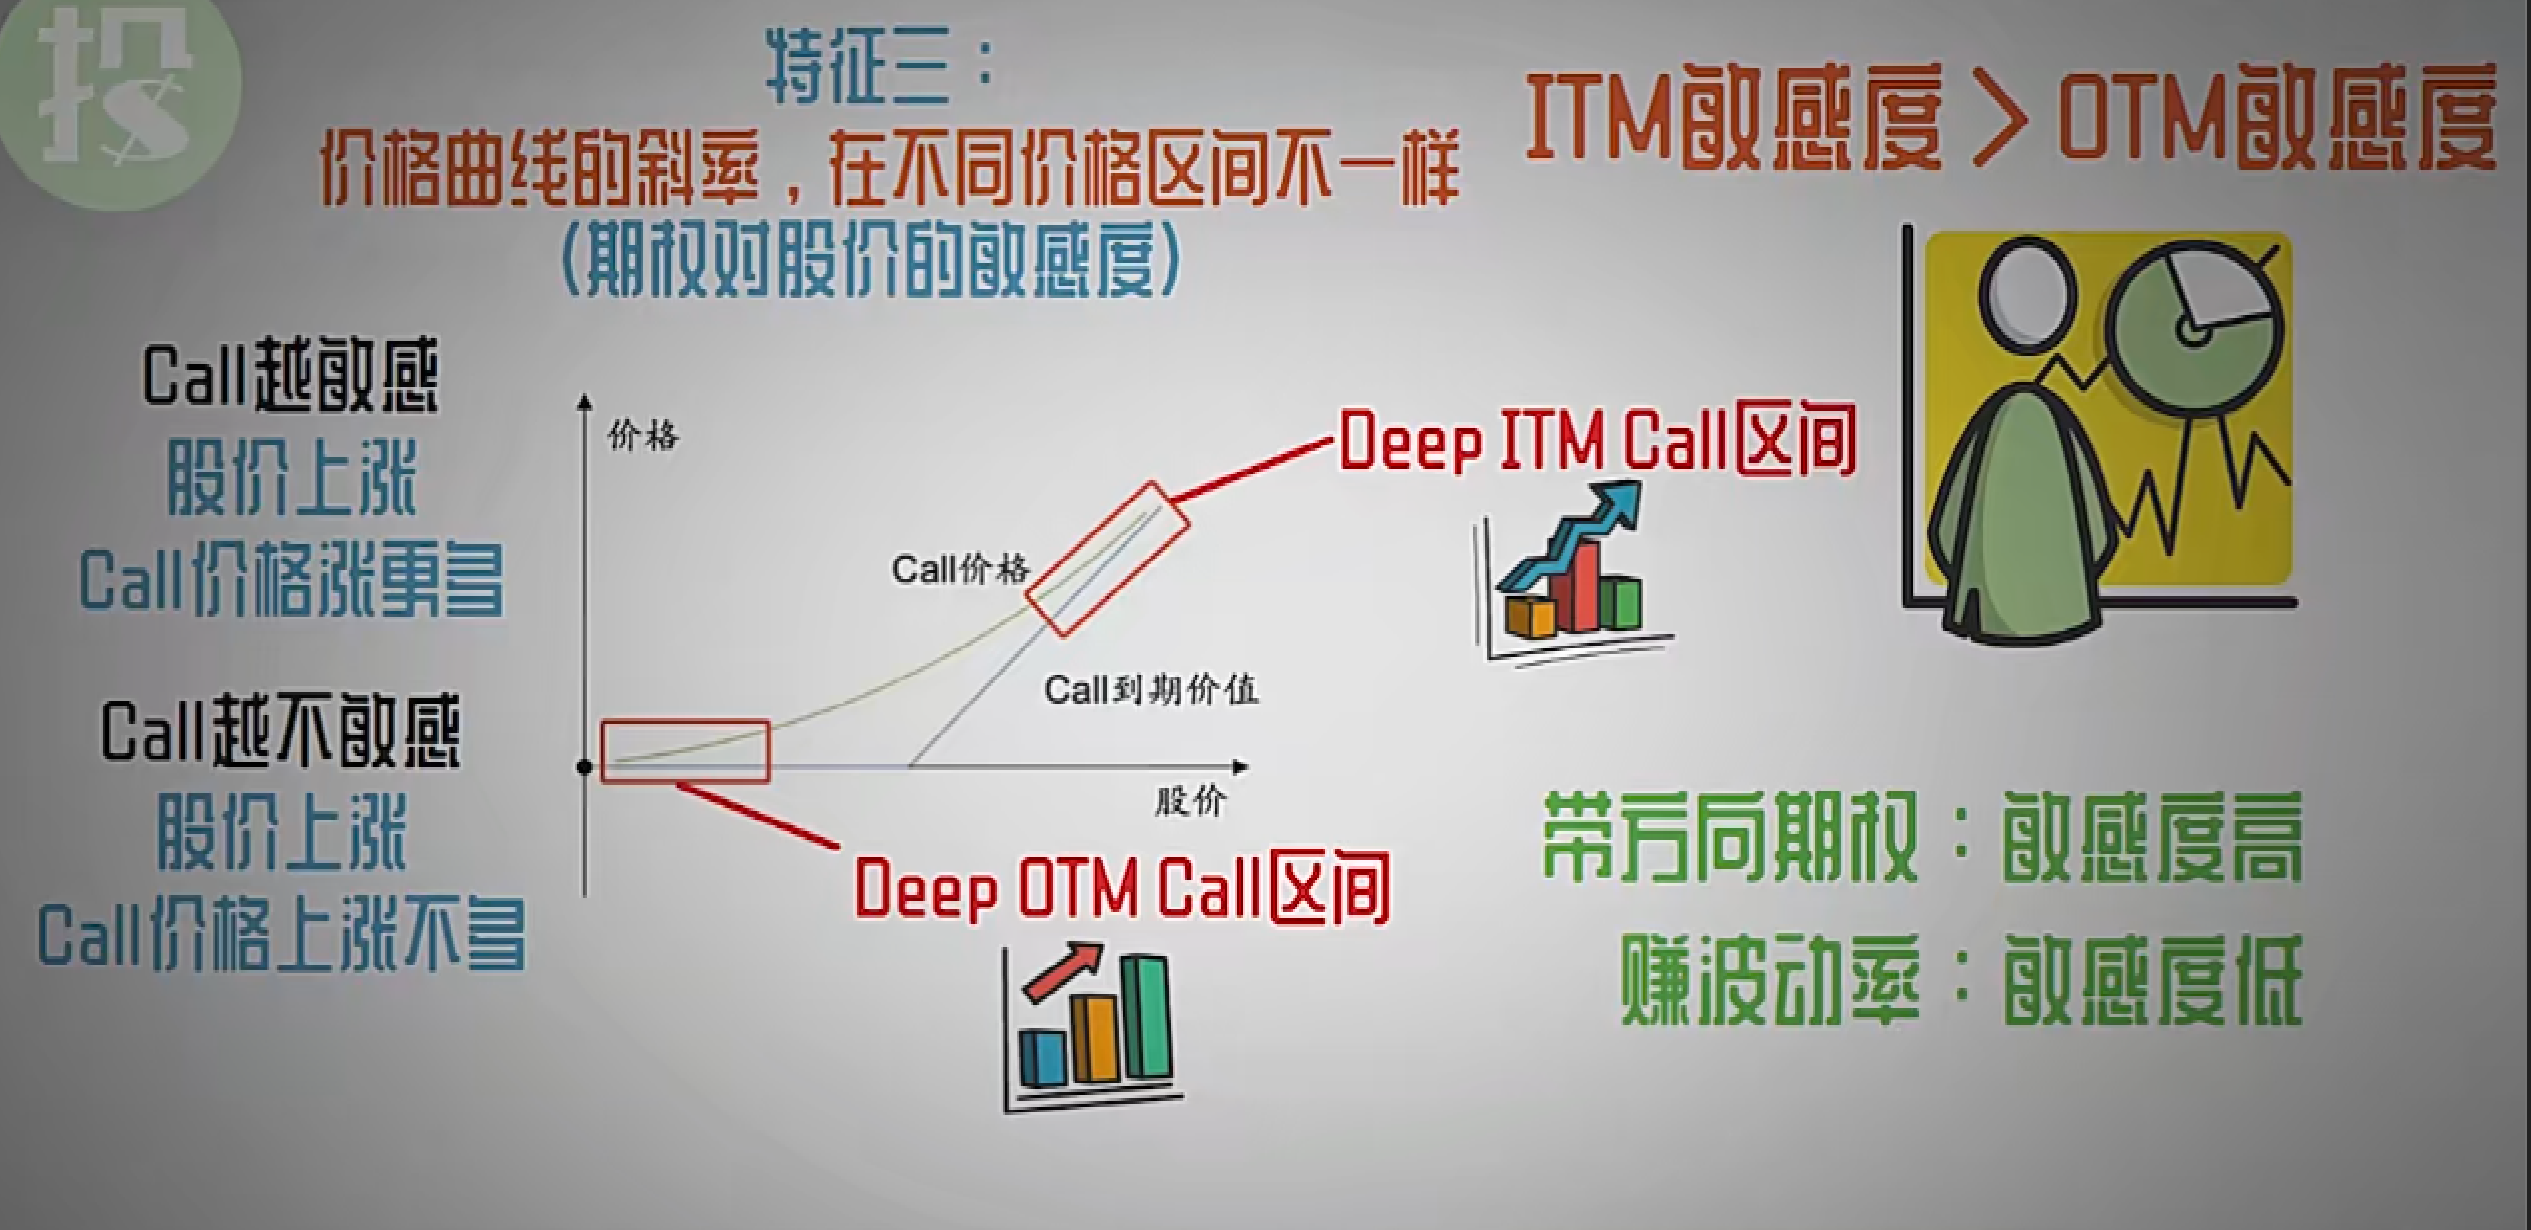 投
特征三：
价格曲线的斜率，在不同价格区间不一样
（期权对股价的敏感度）
ITM敏感度＞OTM敏感度
Call越敏感
股价上涨
Call价格涨更多
Call越不敏感
股价上涨
Call价格上涨不多
价格
Deep ITM Call区间
Call价格
Call到期价值
股价
Deep OTM Call区间
带方向期权：敏感度高
赚波动率：敏感度低